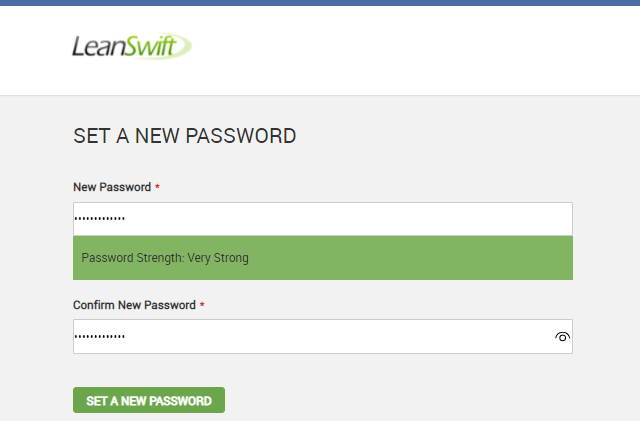 LeanSwift
SET A NEW PASSWORD
New Password *
•••••••••••••
Password Strength: Very Strong
Confirm New Password *
•••••••••••••
SET A NEW PASSWORD